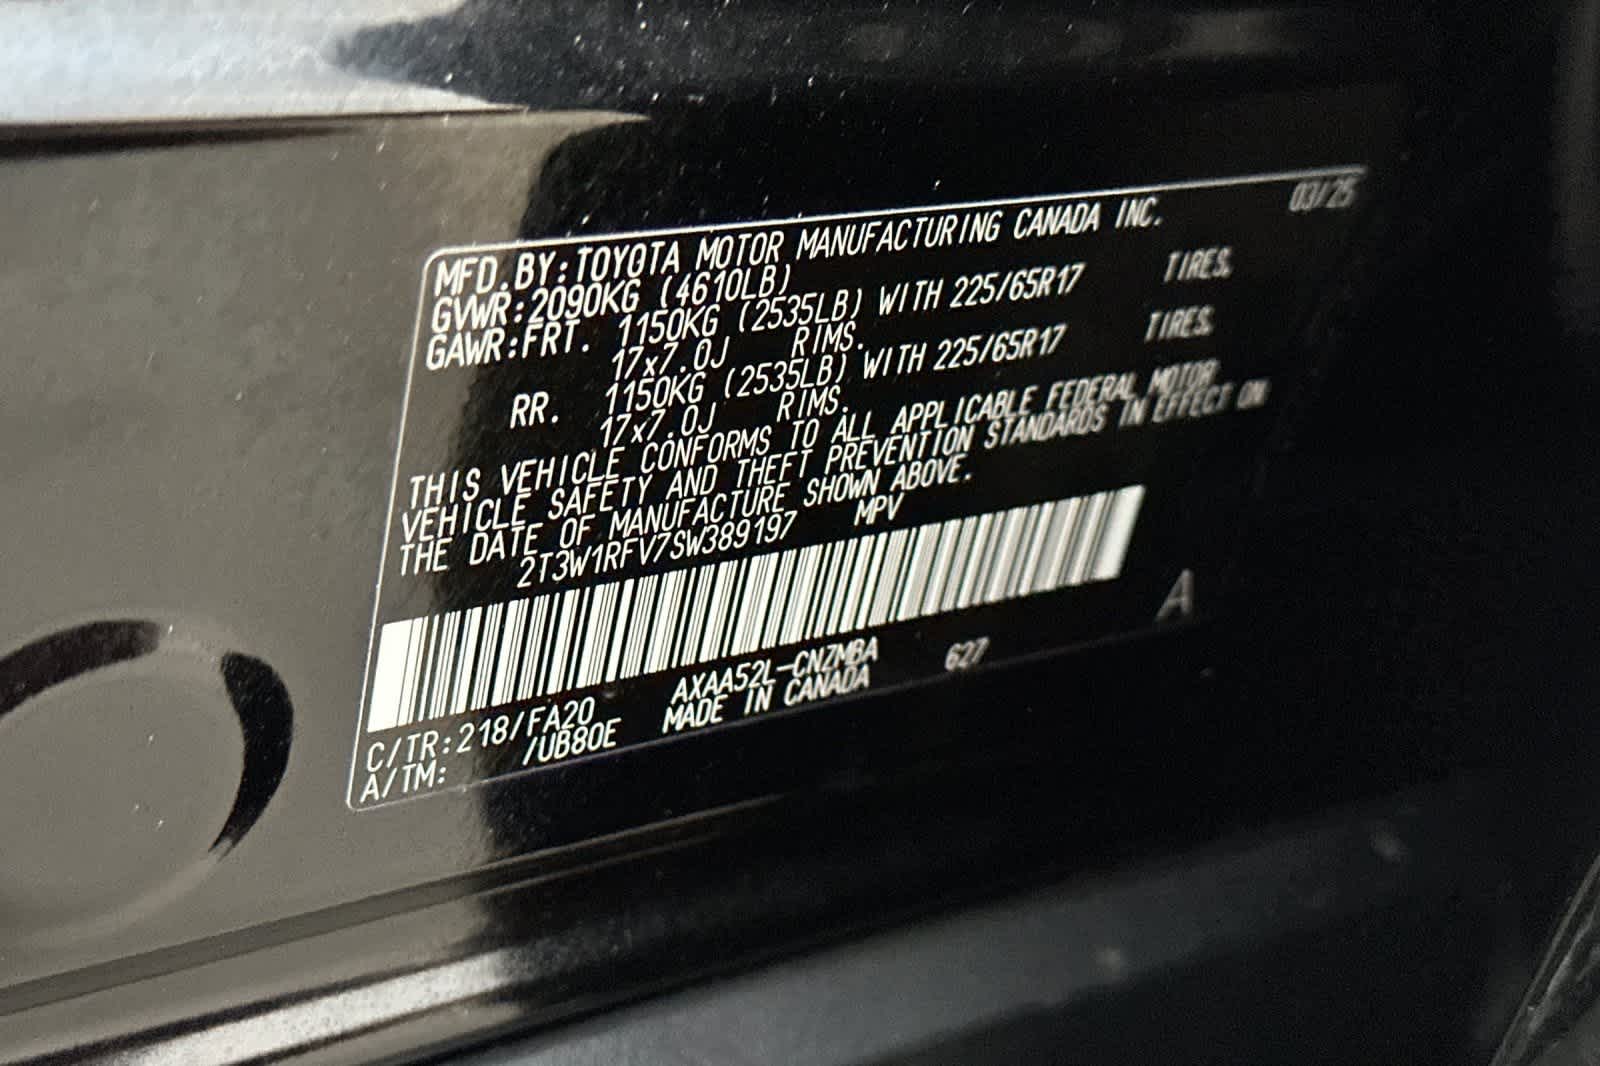 MFD. BY: TOYOTA MOTOR MANUFACTURING CANADA INC. 03/25
GVWR: 2090KG (4610LB)
GAWR: FRT. 1150KG (2535LB) WITH 225/65R17 TIRES,
17x7.0J RIMS.
RR. 1150KG (2535LB) WITH 225/65R17 TIRES,
17x7.0J RIMS.
THIS VEHICLE CONFORMS TO ALL APPLICABLE FEDERAL MOTOR
VEHICLE SAFETY AND THEFT PREVENTION STANDARDS IN EFFECT ON
THE DATE OF MANUFACTURE SHOWN ABOVE.
2T3W1RFV7SW389197 MPV
A
C/TR: 218/FA20 AXAA52L-CNZMBA 627
A/TM: /UB80E MADE IN CANADA